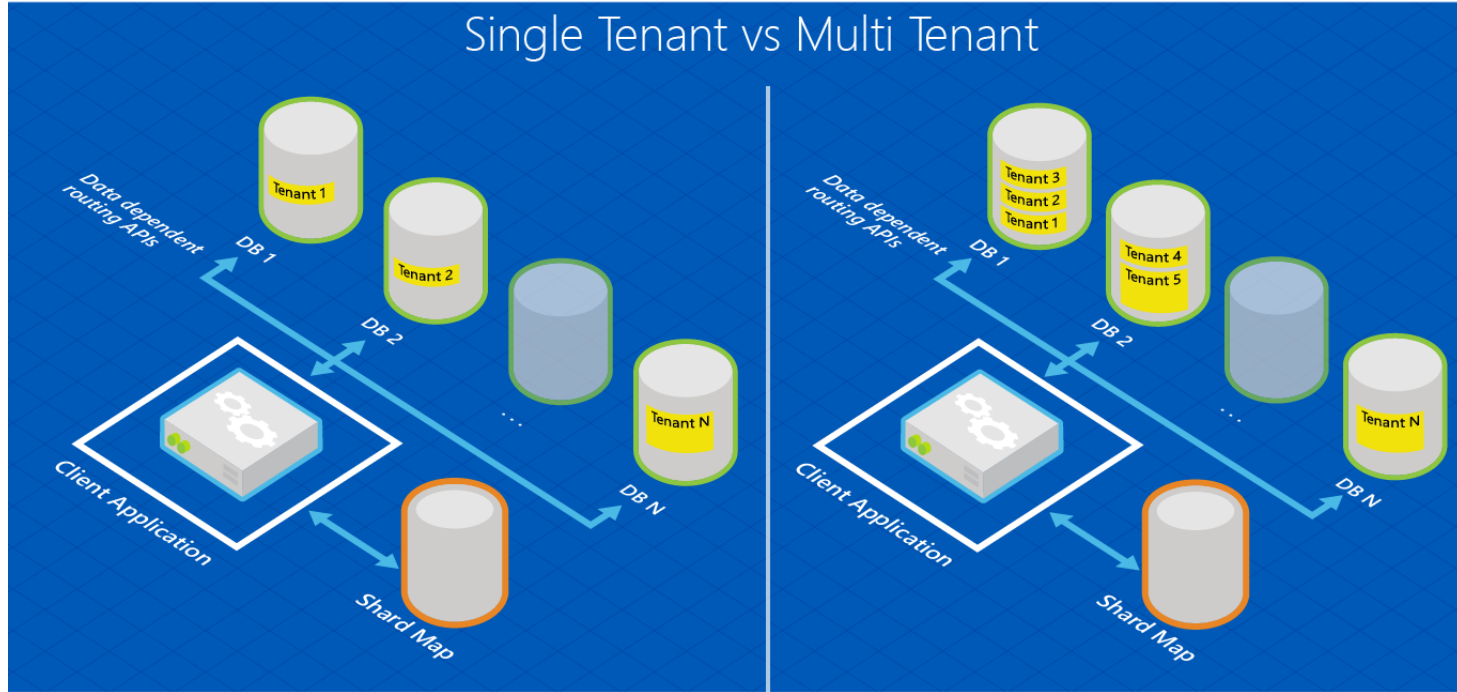 Single Tenant vs Multi Tenant
Data dependent
routing APIs
DB 1
Tenant 1
DB 2
Tenant 2
...
DB N
Tenant N
Client Application
Shard Map
Data dependent
routing APIs
DB 1
Tenant 3
Tenant 2
Tenant 1
DB 2
Tenant 4
Tenant 5
...
DB N
Tenant N
Client Application
Shard Map